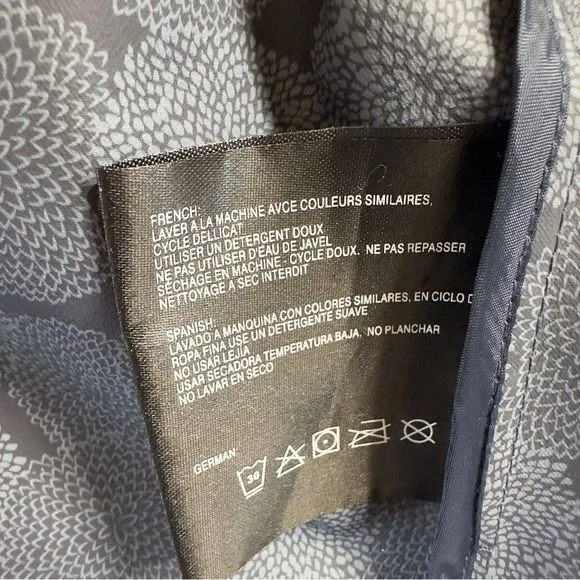 FRENCH:
LAVER A LA MACHINE AVCE COULEURS SIMILAIRES,
CYCLE DELLICAT
UTILISER UN DETERGENT DOUX
NE PAS UTILISER D'EAU DE JAVEL
SÉCHAGE EN MACHINE - CYCLE DOUX. NE PAS REPASSER
NETTOYAGE A SEC INTERDIT
SPANISH:
LAVADO A MANQUINA CON COLORES SIMILARES, EN CICLO D
ROPA FINA USE UN DETERGENTE SUAVE
NO USAR LEJIA
USAR SECADORA TEMPERATURA BAJA. NO PLANCHAR
NO LAVAR EN SECO
GERMAN:
30